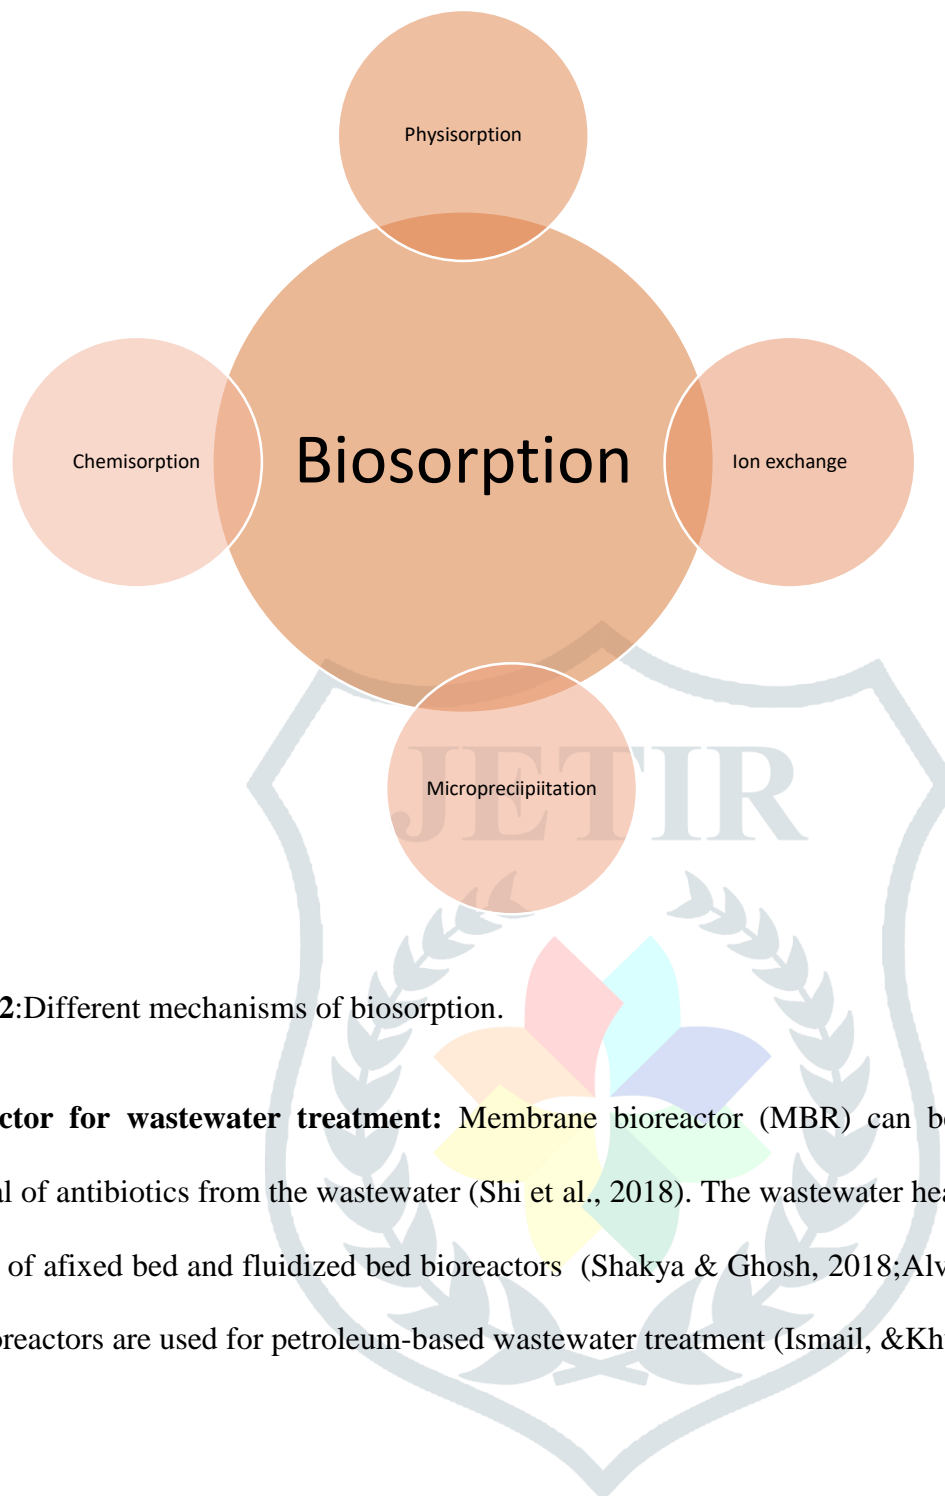 Physisorption
Chemisorption
Biosorption
Ion exchange
Micropreciipiitation
JETIR
2:Different mechanisms of biosorption.
ctor for wastewater treatment: Membrane bioreactor (MBR) can be
al of antibiotics from the wastewater (Shi et al., 2018). The wastewater hea
of afixed bed and fluidized bed bioreactors (Shakya & Ghosh, 2018;Alv
oreactors are used for petroleum-based wastewater treatment (Ismail, &Kh